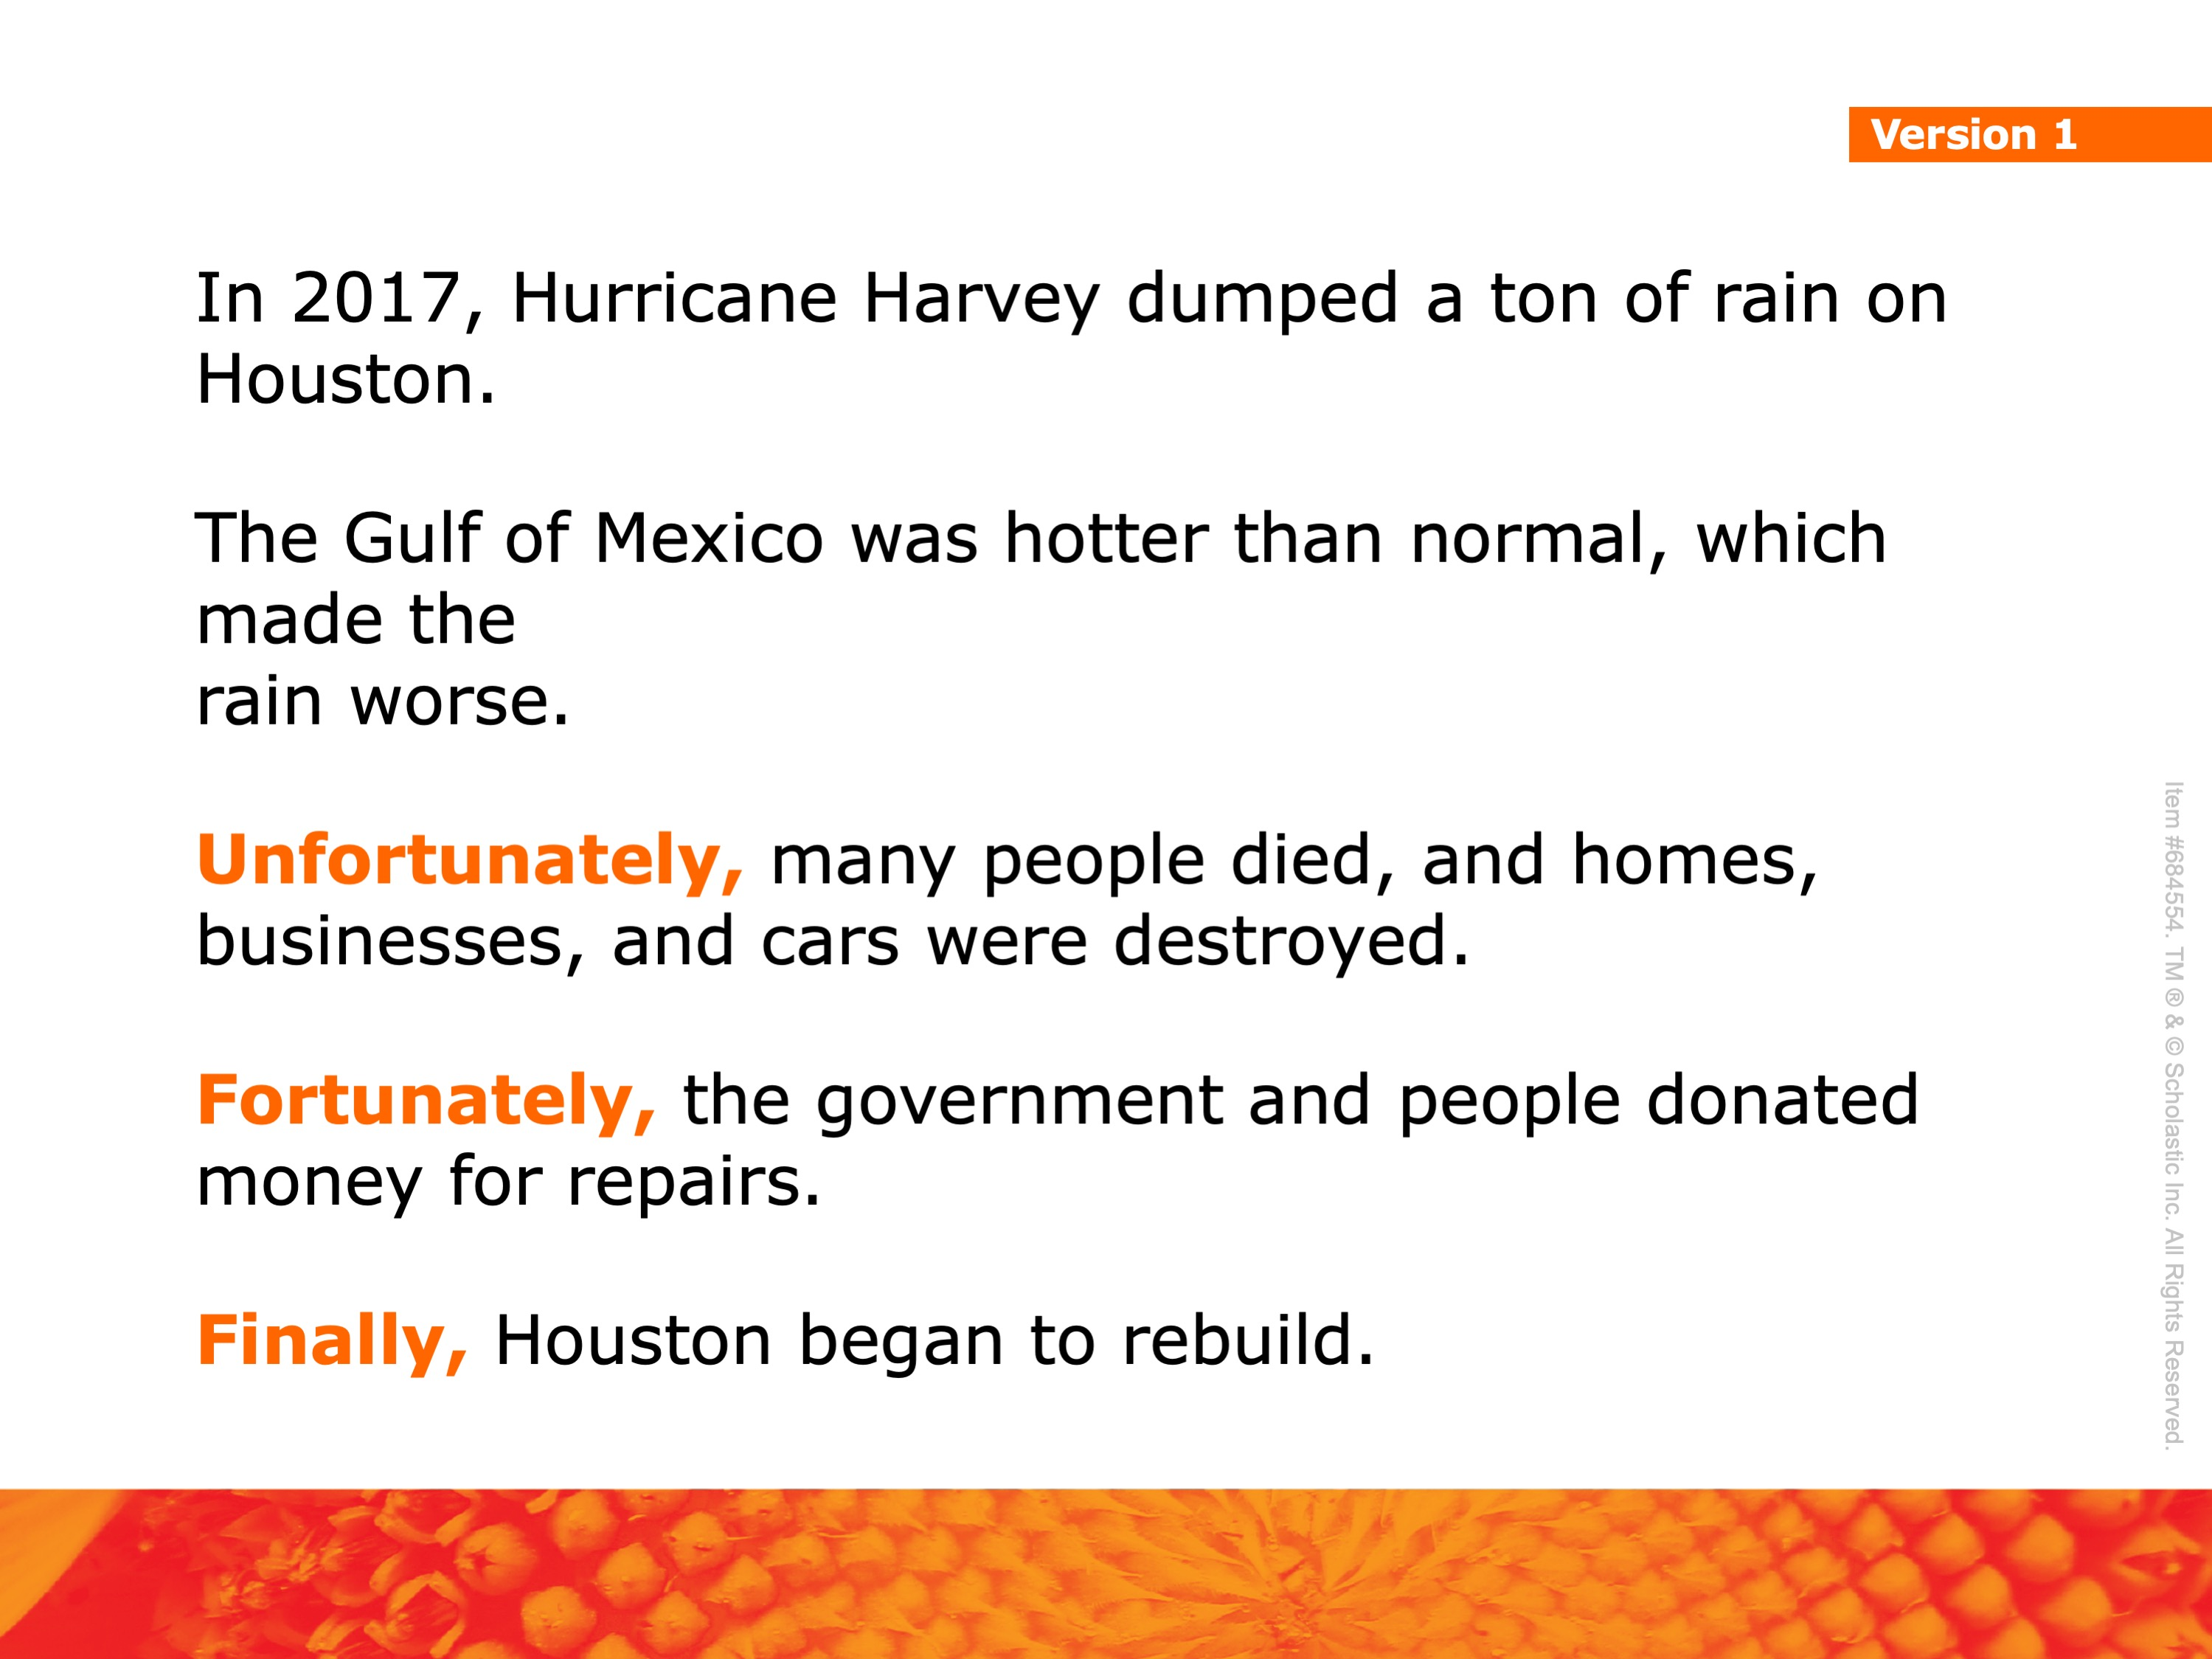 Version 1
In 2017, Hurricane Harvey dumped a ton of rain on
Houston.
The Gulf of Mexico was hotter than normal, which
made the
rain worse.
Unfortunately, many people died, and homes,
businesses, and cars were destroyed.
Fortunately, the government and people donated
money for repairs.
Finally, Houston began to rebuild.
Item #684554. TM ® & © Scholastic Inc. All Rights Reserved.